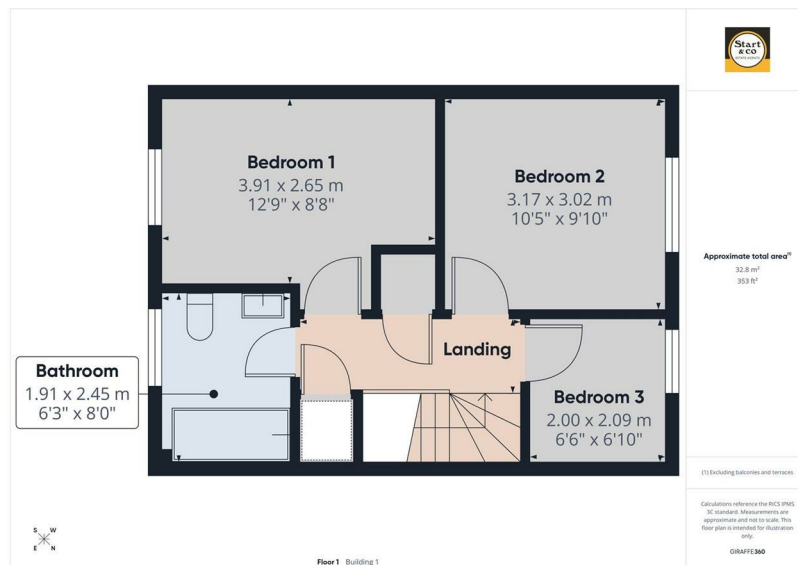 Start
& CO
ESTATE AGENTS
Bedroom 1
3.91 x 2.65 m
12'9" x 8'8"
Bedroom 2
3.17 x 3.02 m
10'5" x 9'10"
Approximate total area(1)
32.8 m²
353 ft²
Landing
Bathroom
1.91 x 2.45 m
6'3" x 8'0"
Bedroom 3
2.00 x 2.09 m
6'6" x 6'10"
(1) Excluding balconies and terraces
Calculations reference the RICS IPMS
3C standard. Measurements are
approximate and not to scale. This
floor plan is intended for illustration
only.
GIRAFFE360
S W
E N
Floor 1 Building 1